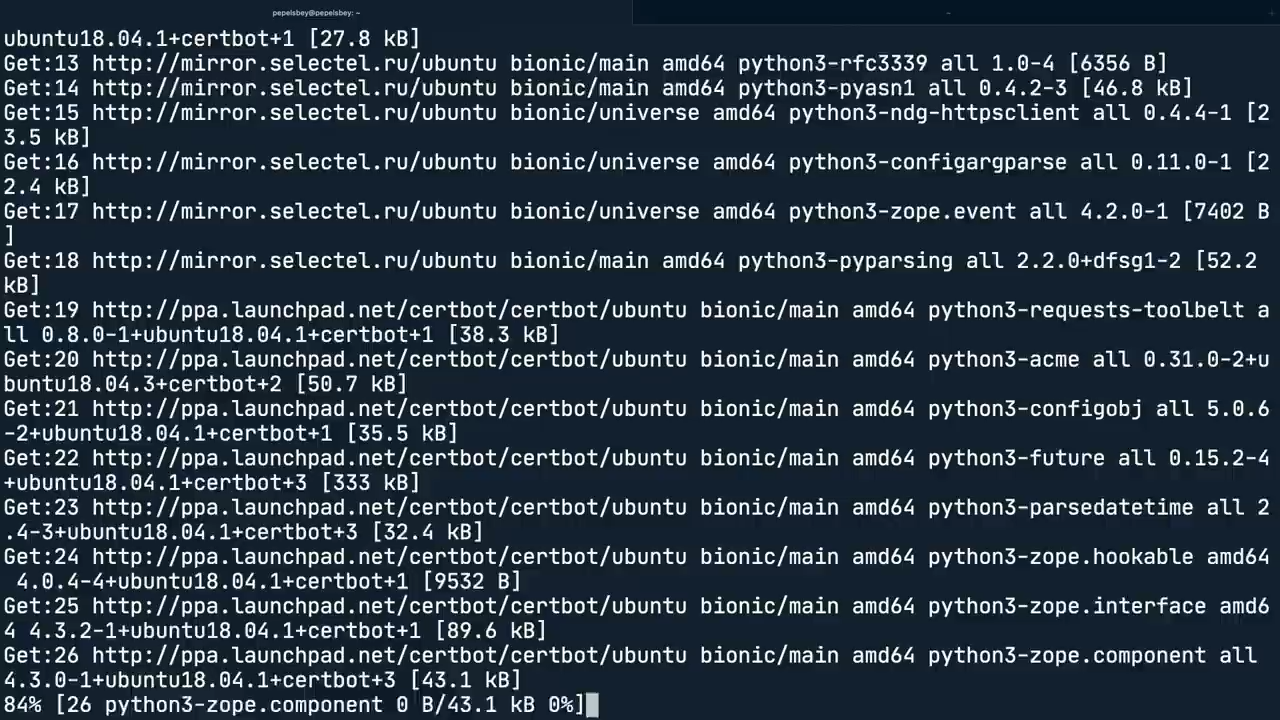 pepelsbey@pepelsbey: ~
~
ubuntu18.04.1+certbot+1 [27.8 kB]
Get:13 http://mirror.selectel.ru/ubuntu bionic/main amd64 python3-rfc3339 all 1.0-4 [6356 B]
Get:14 http://mirror.selectel.ru/ubuntu bionic/main amd64 python3-pyasn1 all 0.4.2-3 [46.8 kB]
Get:15 http://mirror.selectel.ru/ubuntu bionic/universe amd64 python3-ndg-httpsclient all 0.4.4-1 [2
3.5 kB]
Get:16 http://mirror.selectel.ru/ubuntu bionic/universe amd64 python3-configargparse all 0.11.0-1 [2
2.4 kB]
Get:17 http://mirror.selectel.ru/ubuntu bionic/universe amd64 python3-zope.event all 4.2.0-1 [7402 B
]
Get:18 http://mirror.selectel.ru/ubuntu bionic/main amd64 python3-pyparsing all 2.2.0+dfsg1-2 [52.2
kB]
Get:19 http://ppa.launchpad.net/certbot/certbot/ubuntu bionic/main amd64 python3-requests-toolbelt a
ll 0.8.0-1+ubuntu18.04.1+certbot+1 [38.3 kB]
Get:20 http://ppa.launchpad.net/certbot/certbot/ubuntu bionic/main amd64 python3-acme all 0.31.0-2+u
buntu18.04.3+certbot+2 [50.7 kB]
Get:21 http://ppa.launchpad.net/certbot/certbot/ubuntu bionic/main amd64 python3-configobj all 5.0.6
-2+ubuntu18.04.1+certbot+1 [35.5 kB]
Get:22 http://ppa.launchpad.net/certbot/certbot/ubuntu bionic/main amd64 python3-future all 0.15.2-4
+ubuntu18.04.1+certbot+3 [333 kB]
Get:23 http://ppa.launchpad.net/certbot/certbot/ubuntu bionic/main amd64 python3-parsedatetime all 2
.4-3+ubuntu18.04.1+certbot+3 [32.4 kB]
Get:24 http://ppa.launchpad.net/certbot/certbot/ubuntu bionic/main amd64 python3-zope.hookable amd64
 4.0.4-4+ubuntu18.04.1+certbot+1 [9532 B]
Get:25 http://ppa.launchpad.net/certbot/certbot/ubuntu bionic/main amd64 python3-zope.interface amd6
4 4.3.2-1+ubuntu18.04.1+certbot+1 [89.6 kB]
Get:26 http://ppa.launchpad.net/certbot/certbot/ubuntu bionic/main amd64 python3-zope.component all
4.3.0-1+ubuntu18.04.1+certbot+3 [43.1 kB]
84% [26 python3-zope.component 0 B/43.1 kB 0%]